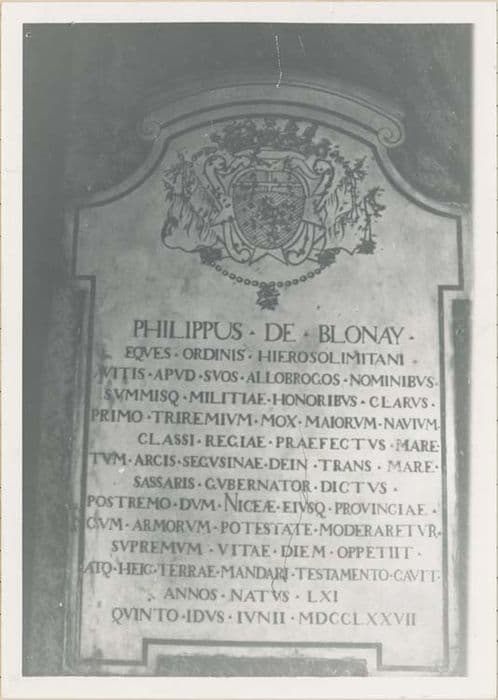 PHILIPPUS · DE · BLONAY ·
EQVES · ORDINIS · HIEROSOLIMITANI
AVITIS · APVD · SVOS · ALLOBROGOS · NOMINIBVS ·
SVMMISQ · MILITIAE · HONORIBVS · CLARVS ·
PRIMO · TRIREMIVM · MOX · MAIORVM · NAVIVM
CLASSI · REGIAE · PRAEFECTVS · MARE ·
TVM · ARCIS · SEGVSINAE · DEIN · TRANS · MARE ·
SASSARIS · GVBERNATOR · DICTVS ·
POSTREMO · DVM · NICEÆ · EIVSQ · PROVINCIAE ·
CVM · ARMORVM · POTESTATE · MODERARETVR ·
SVPREMVM · VITAE · DIEM · OPPETIIT ·
ATQ · HEIC · TERRAE · MANDARI · TESTAMENTO · CAVIT ·
ANNOS · NATVS · LXI
QVINTO · IDVS · IVNII · MDCCLXXVII